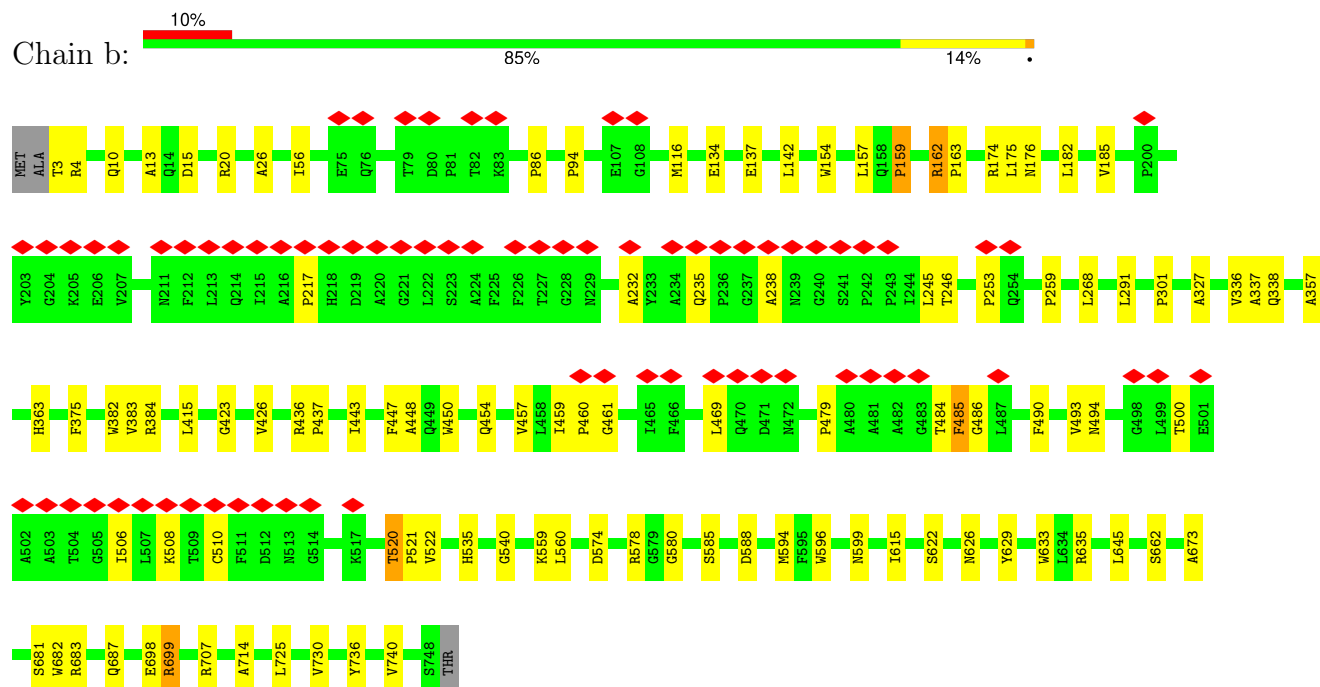 10%
Chain b:
85% 14% •
MET ALA T3 R4 Q10 A13 Q14 D15 R20 A26 I56 E75 Q76 T79 D80 P81 T82 K83 P86 P94 E107 G108 M116 E134 E137 L142 W154 L157 Q158 P159 R162 P163 R174 L175 N176 L182 V185 P200
Y203 G204 K205 E206 V207 N211 F212 L213 Q214 I215 A216 P217 H218 D219 A220 G221 L222 S223 A224 F225 F226 T227 G228 N229 A232 Y233 A234 Q235 P236 G237 A238 N239 G240 S241 P242 P243 I244 L245 T246 P253 Q254 P259 L268 L291 P301 A327 V336 A337 Q338 A357
H363 F375 W382 V383 R384 L415 G423 V426 R436 P437 I443 F447 A448 Q449 W450 Q454 V457 L458 I459 P460 G461 I465 F466 L469 Q470 D471 N472 P479 A480 A481 A482 G483 T484 F485 G486 L487 F490 V493 N494 G498 L499 T500 E501
A502 A503 T504 G505 I506 L507 K508 T509 C510 F511 D512 N513 G514 K517 T520 P521 V522 H535 G540 K559 L560 D574 R578 G579 G580 S585 D588 M594 F595 W596 N599 I615 S622 N626 Y629 W633 L634 R635 L645 S662 A673
S681 W682 R683 Q687 E698 R699 R707 A714 L725 V730 Y736 V740 S748 THR